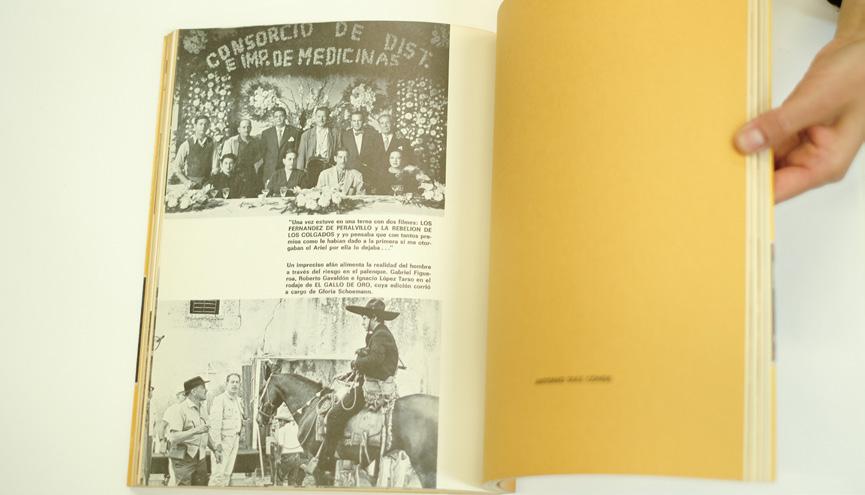 CONSORCIO DE DIST.
E IMP. DE MEDICINAS
"Una vez estuve en una terna con dos filmes: LOS
FERNANDEZ DE PERALVILLO y LA REBELION DE
LOS COLGADOS y yo pensaba que con tantos pre-
mios como le habían dado a la primera si me otor-
gaban el Ariel por ella lo dejaba . . ."
Un impreciso afán alimenta la realidad del hombre
a través del riesgo en el palenque. Gabriel Figue-
roa, Roberto Gavaldón e Ignacio López Tarso en el
rodaje de EL GALLO DE ORO, cuya edición corrió
a cargo de Gloria Schoemann.